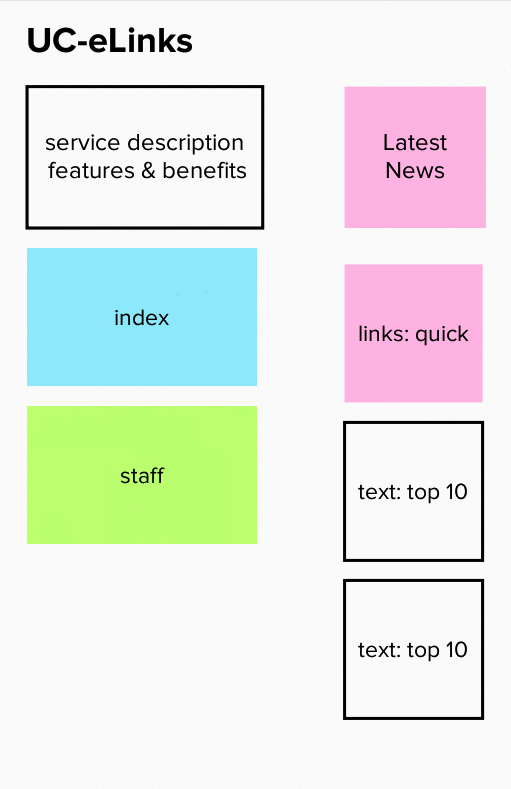 UC-eLinks
service description
features & benefits
index
staff
Latest
News
links: quick
text: top 10
text: top 10